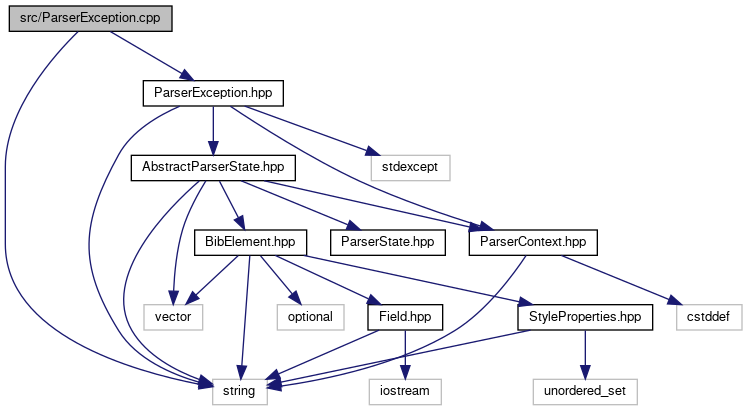 src/ParserException.cpp
ParserException.hpp
AbstractParserState.hpp
stdexcept
BibElement.hpp
ParserState.hpp
ParserContext.hpp
vector
optional
Field.hpp
StyleProperties.hpp
cstddef
string
iostream
unordered_set